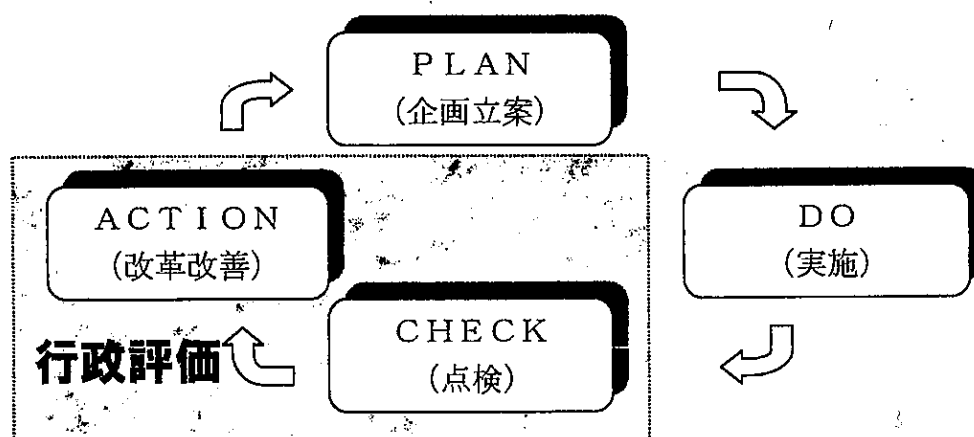 ＰＬＡＮ
(企画立案)
ＡＣＴＩＯＮ
(改革改善)
ＤＯ
(実施)
ＣＨＥＣＫ
(点検)
行政評価